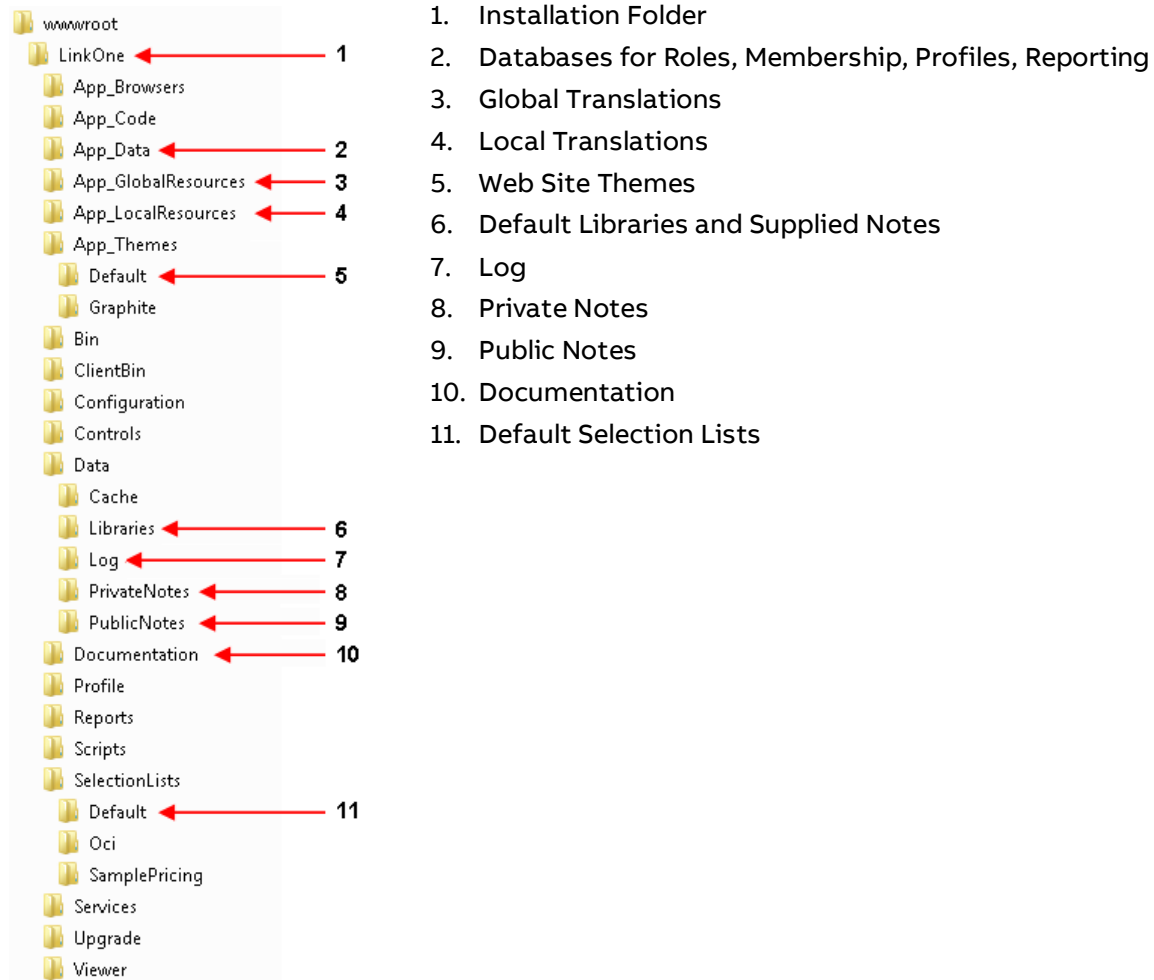 wwwroot
LinkOne 1
App_Browsers
App_Code
App_Data 2
App_GlobalResources 3
App_LocalResources 4
App_Themes
Default 5
Graphite
Bin
ClientBin
Configuration
Controls
Data
Cache
Libraries 6
Log 7
PrivateNotes 8
PublicNotes 9
Documentation 10
Profile
Reports
Scripts
SelectionLists
Default 11
Oci
SamplePricing
Services
Upgrade
Viewer
1. Installation Folder
2. Databases for Roles, Membership, Profiles, Reporting
3. Global Translations
4. Local Translations
5. Web Site Themes
6. Default Libraries and Supplied Notes
7. Log
8. Private Notes
9. Public Notes
10. Documentation
11. Default Selection Lists